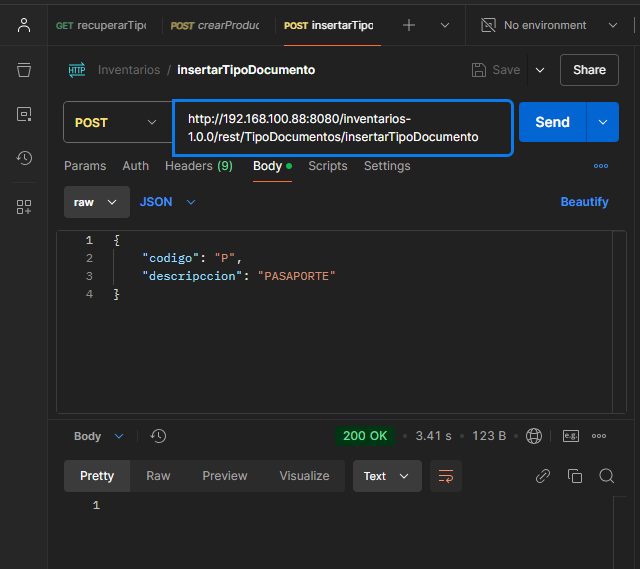 GET recuperarTipo POST crearProduc POST insertarTipo No environment
HTTP Inventarios / insertarTipoDocumento Save Share
POST http://192.168.100.88:8080/inventarios-
1.0.0/rest/TipoDocumentos/insertarTipoDocumento Send
Params Auth Headers (9) Body Scripts Settings
raw JSON Beautify
1 {
2 "codigo": "P",
3 "descripccion": "PASAPORTE"
4 }
Body 200 OK • 3.41 s • 123 B • e.g.
Pretty Raw Preview Visualize Text
1